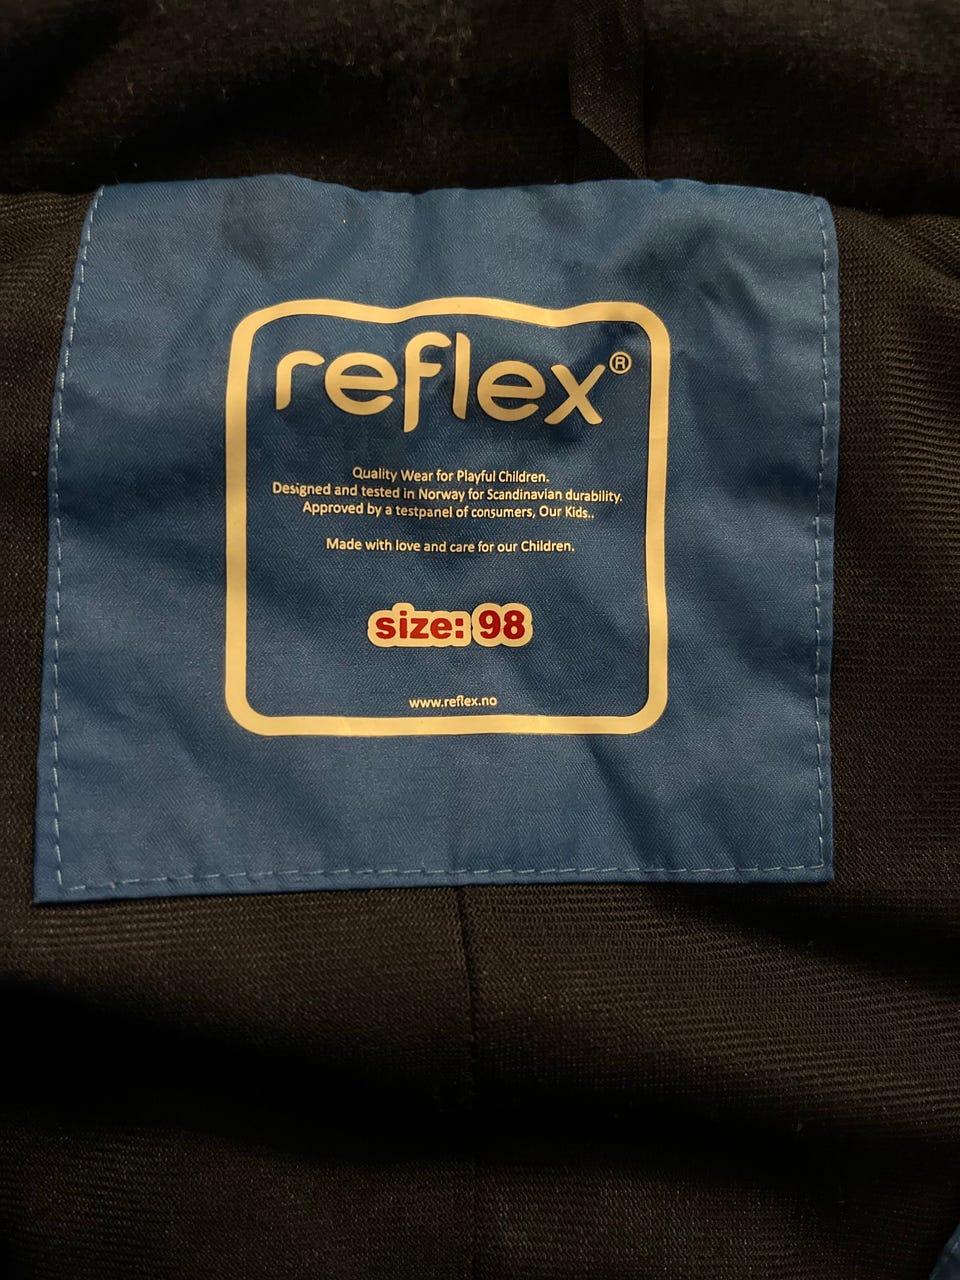 reflex®
Quality Wear for Playful Children.
Designed and tested in Norway for Scandinavian durability.
Approved by a testpanel of consumers, Our Kids..
Made with love and care for our Children.
size: 98
www.reflex.no